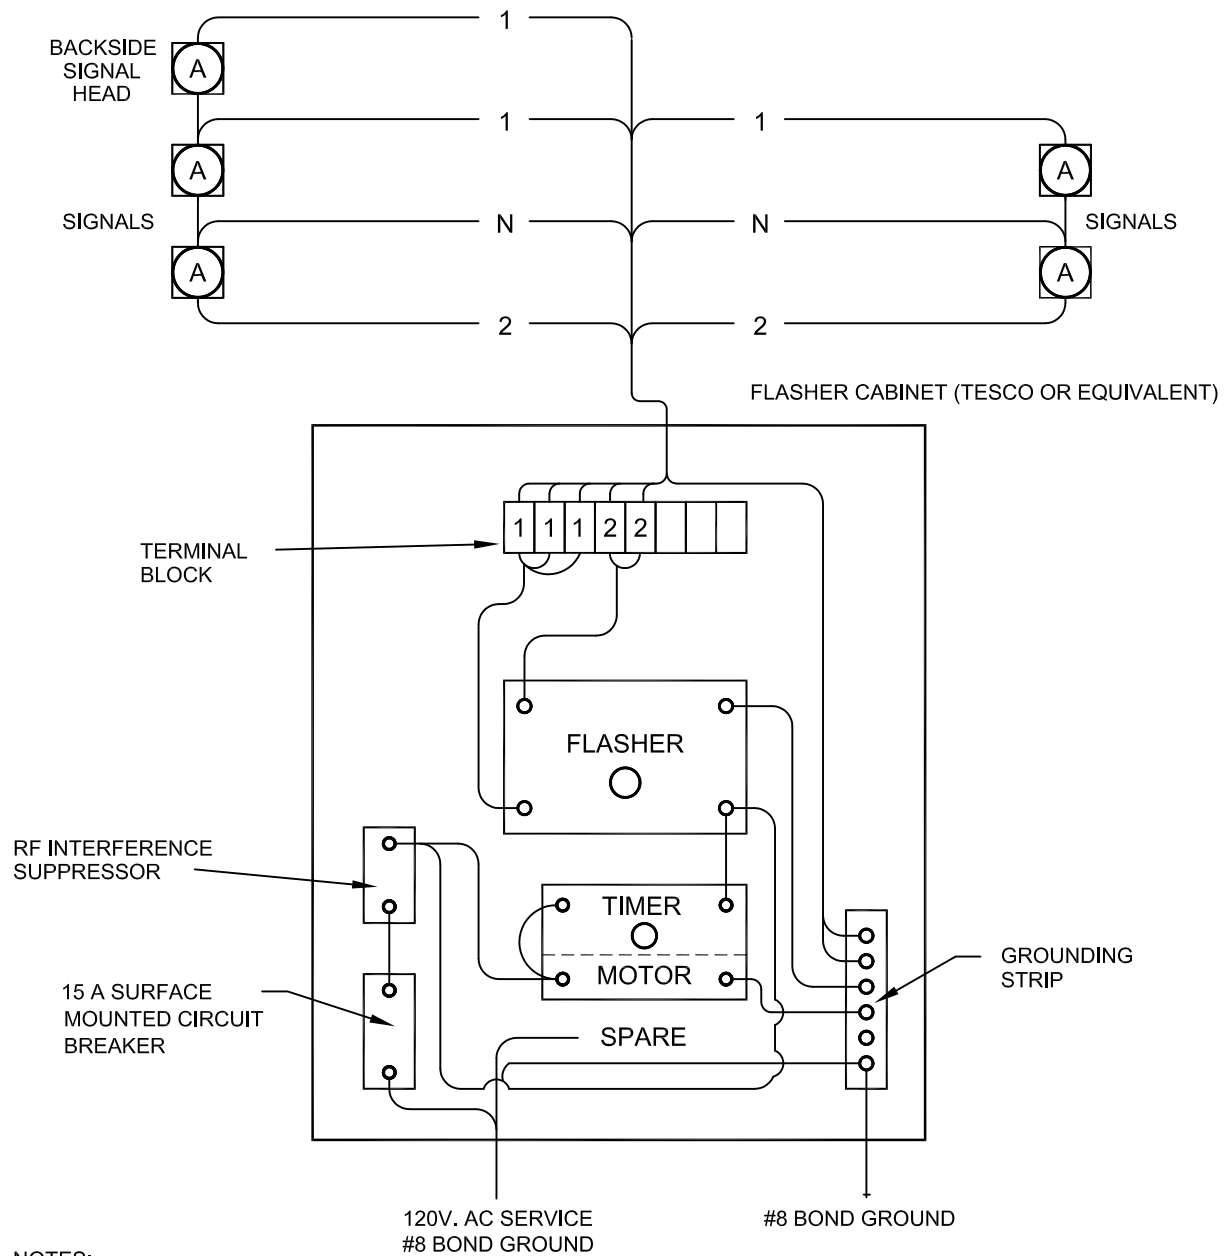 1
BACKSIDE
SIGNAL
HEAD
A
1
1
A
A
SIGNALS
N
N
SIGNALS
A
A
2
2
FLASHER CABINET (TESCO OR EQUIVALENT)
1 1 1 2 2
TERMINAL
BLOCK
FLASHER
RF INTERFERENCE
SUPPRESSOR
TIMER
MOTOR
GROUNDING
STRIP
15 A SURFACE
MOUNTED CIRCUIT
BREAKER
SPARE
120V. AC SERVICE
#8 BOND GROUND
#8 BOND GROUND
NOTES: